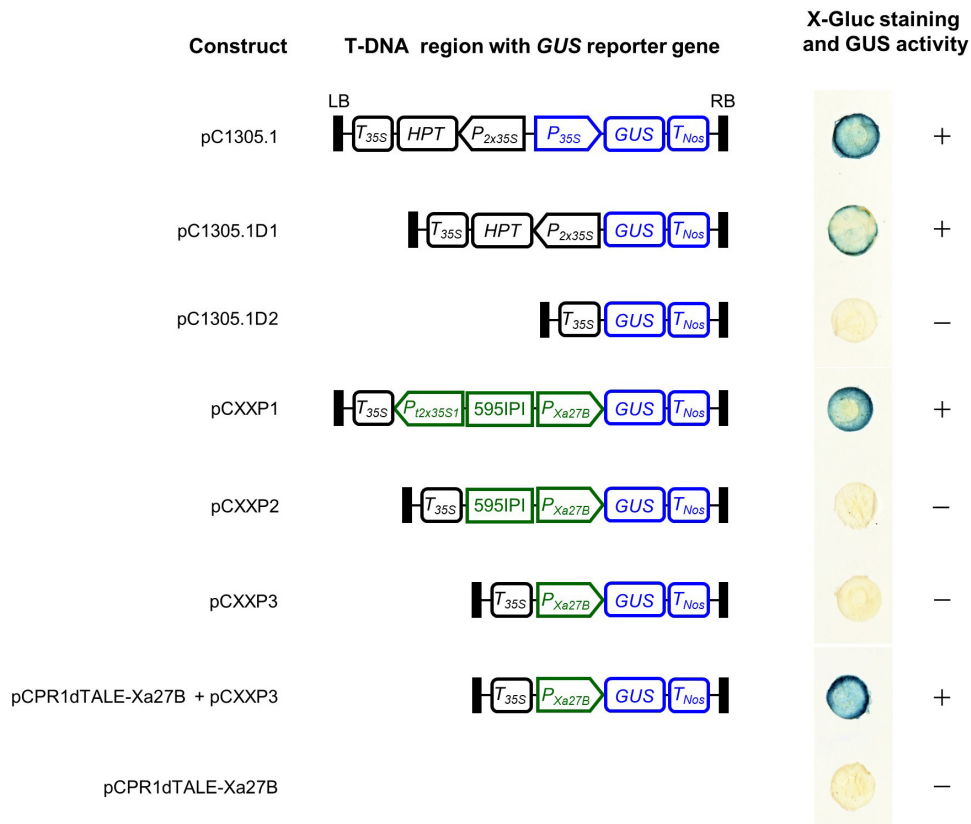 X-Gluc staining
Construct T-DNA region with GUS reporter gene and GUS activity
LB RB
pC1305.1 T35S HPT P2x35S P35S GUS TNos +
pC1305.1D1 T35S HPT P2x35S GUS TNos +
pC1305.1D2 T35S GUS TNos –
pCXXP1 T35S Pt2x35S1 595IPI PXa27B GUS TNos +
pCXXP2 T35S 595IPI PXa27B GUS TNos –
pCXXP3 T35S PXa27B GUS TNos –
pCPR1dTALE-Xa27B + pCXXP3 T35S PXa27B GUS TNos +
pCPR1dTALE-Xa27B –